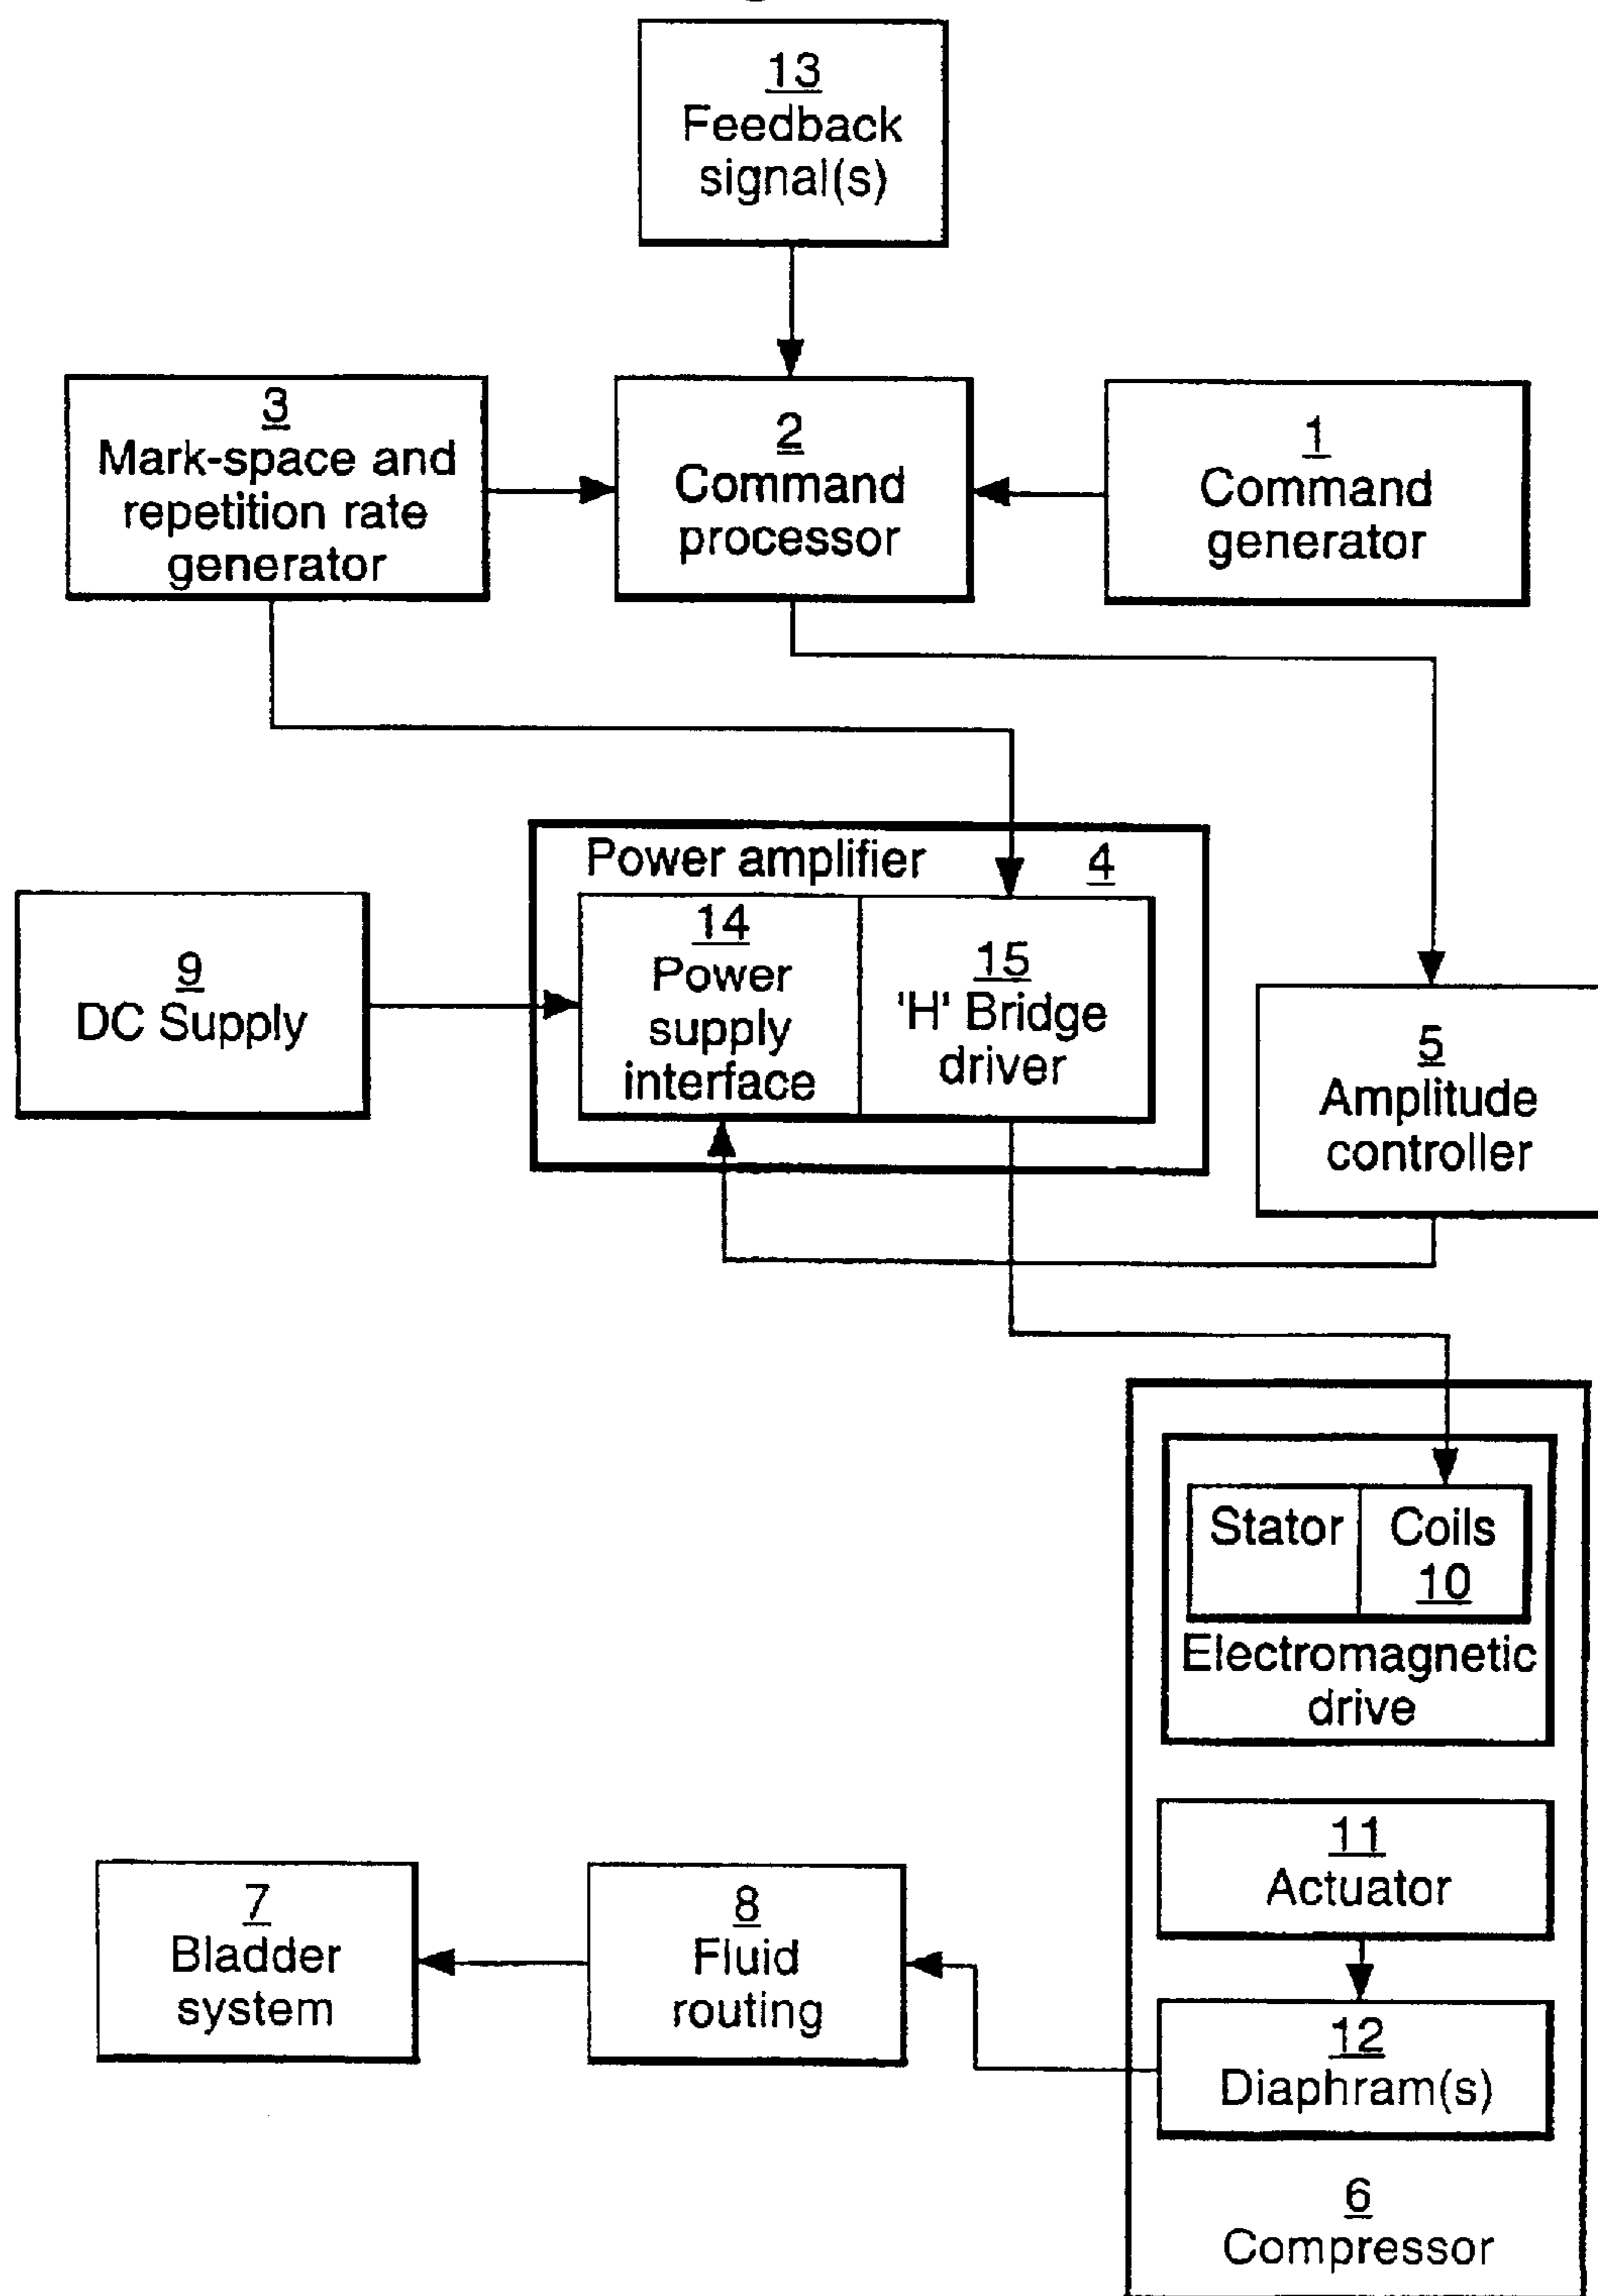 13
Feedback
signal(s)
3
Mark-space and
repetition rate
generator
2
Command
processor
1
Command
generator
Power amplifier
4
14
Power
supply
interface
15
'H' Bridge
driver
9
DC Supply
5
Amplitude
controller
Stator
Coils
10
Electromagnetic
drive
11
Actuator
7
Bladder
system
8
Fluid
routing
12
Diaphram(s)
6
Compressor